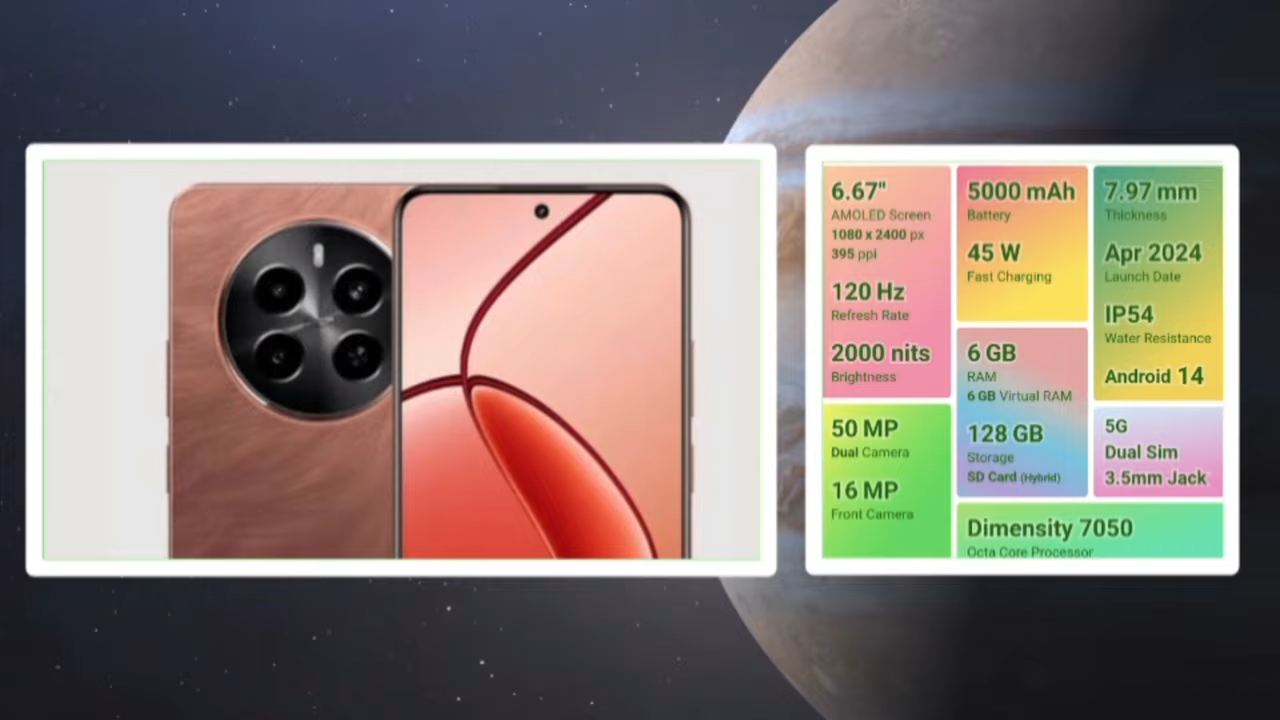 6.67"
AMOLED Screen
1080 x 2400 px
395 ppi
120 Hz
Refresh Rate
2000 nits
Brightness
50 MP
Dual Camera
16 MP
Front Camera
5000 mAh
Battery
45 W
Fast Charging
6 GB
RAM
6 GB Virtual RAM
128 GB
Storage
SD Card (Hybrid)
7.97 mm
Thickness
Apr 2024
Launch Date
IP54
Water Resistance
Android 14
5G
Dual Sim
3.5mm Jack
Dimensity 7050
Octa Core Processor